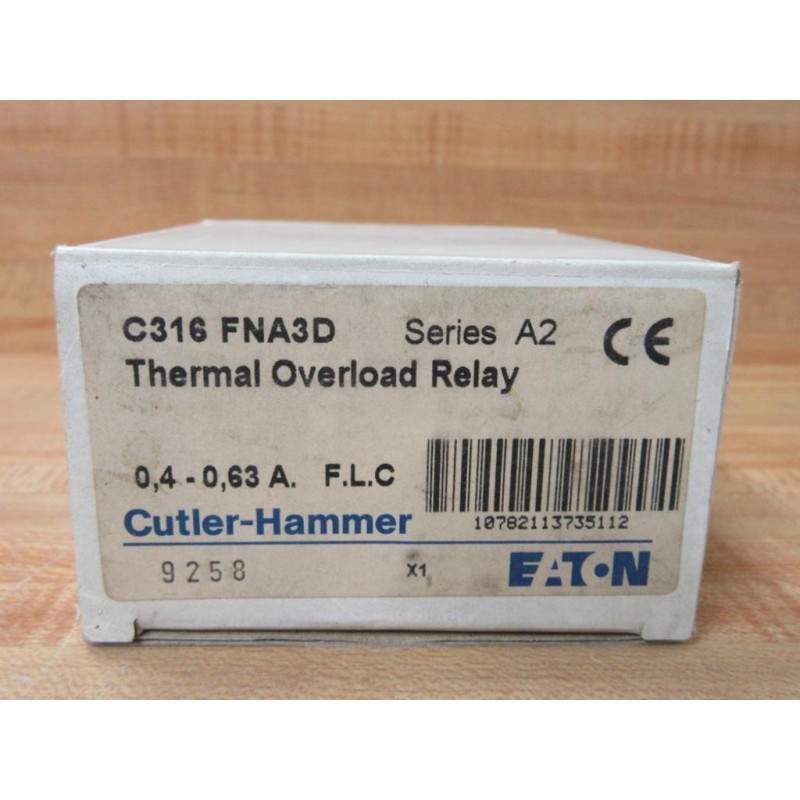 C316 FNA3D Series A2 CE
Thermal Overload Relay
0,4 - 0,63 A. F.L.C
10782113735112
Cutler-Hammer
9258 X1 EATON